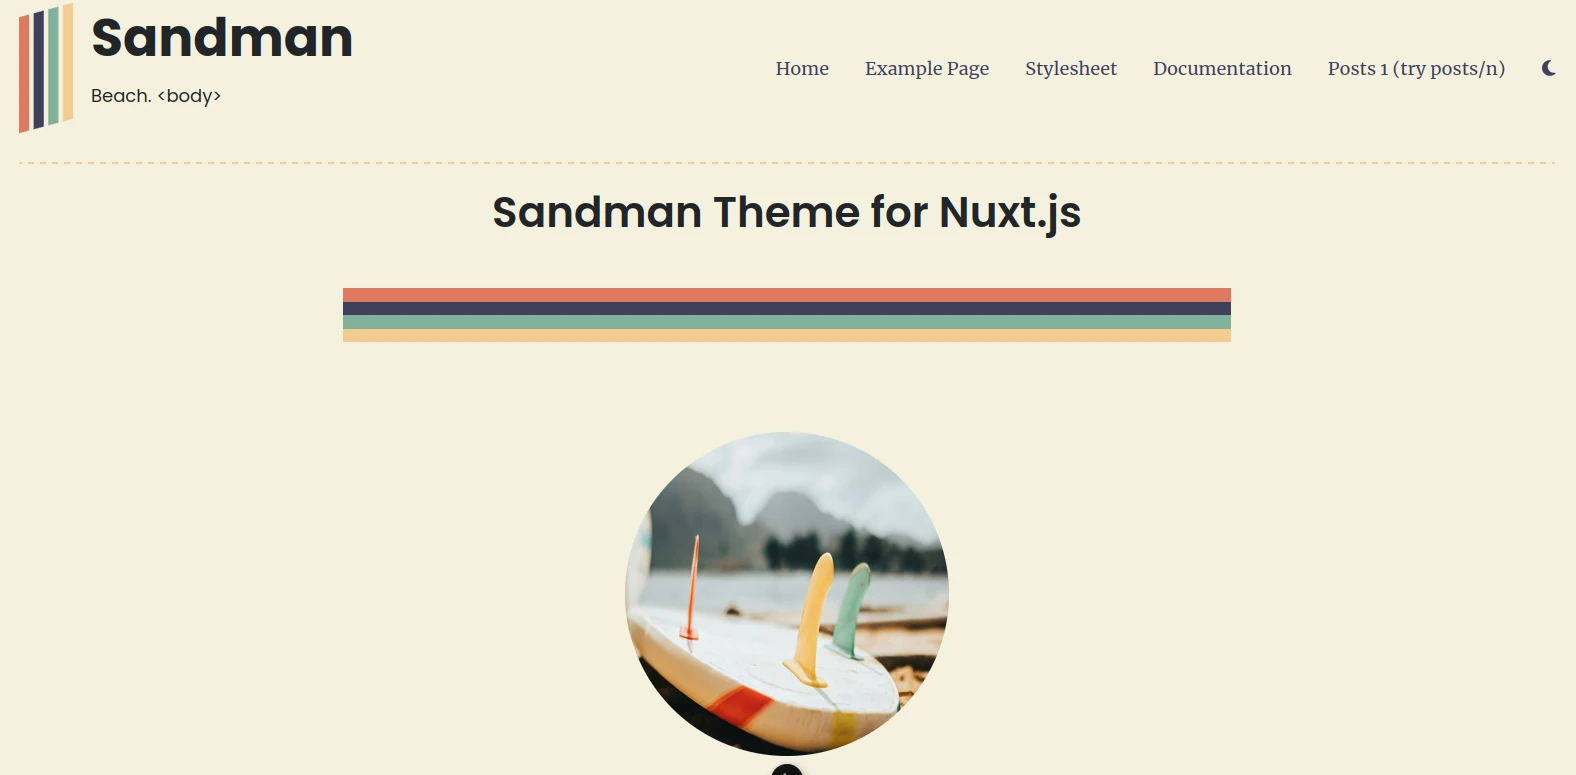 Sandman
Beach. <body>
Home Example Page Stylesheet Documentation Posts 1 (try posts/n)
Sandman Theme for Nuxt.js